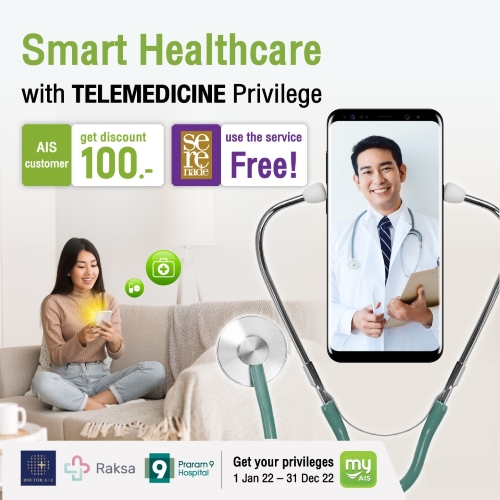 Smart Healthcare
with TELEMEDICINE Privilege
AIS
customer
get discount
100.-
se
re
nade
use the service
Free!
DOCTOR A to Z
Raksa
9
Praram 9
Hospital
Get your privileges
1 Jan 22 – 31 Dec 22
my
AIS